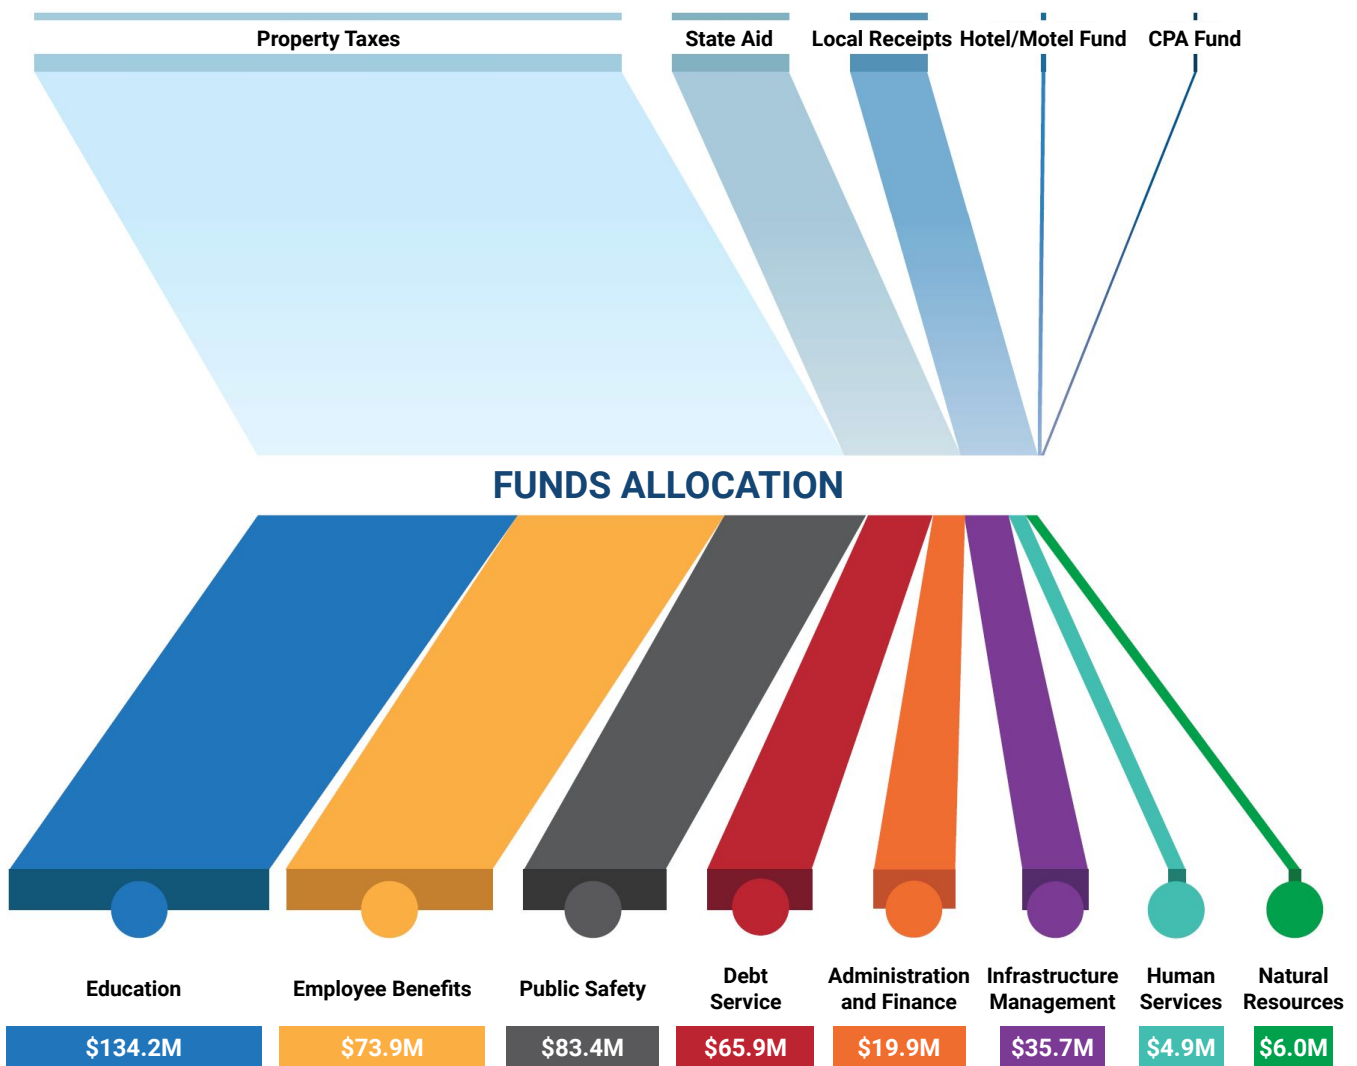 Property Taxes
State Aid
Local Receipts
Hotel/Motel Fund
CPA Fund
FUNDS ALLOCATION
Education
Employee Benefits
Public Safety
Debt
Service
Administration
and Finance
Infrastructure
Management
Human
Services
Natural
Resources
$134.2M
$73.9M
$83.4M
$65.9M
$19.9M
$35.7M
$4.9M
$6.0M